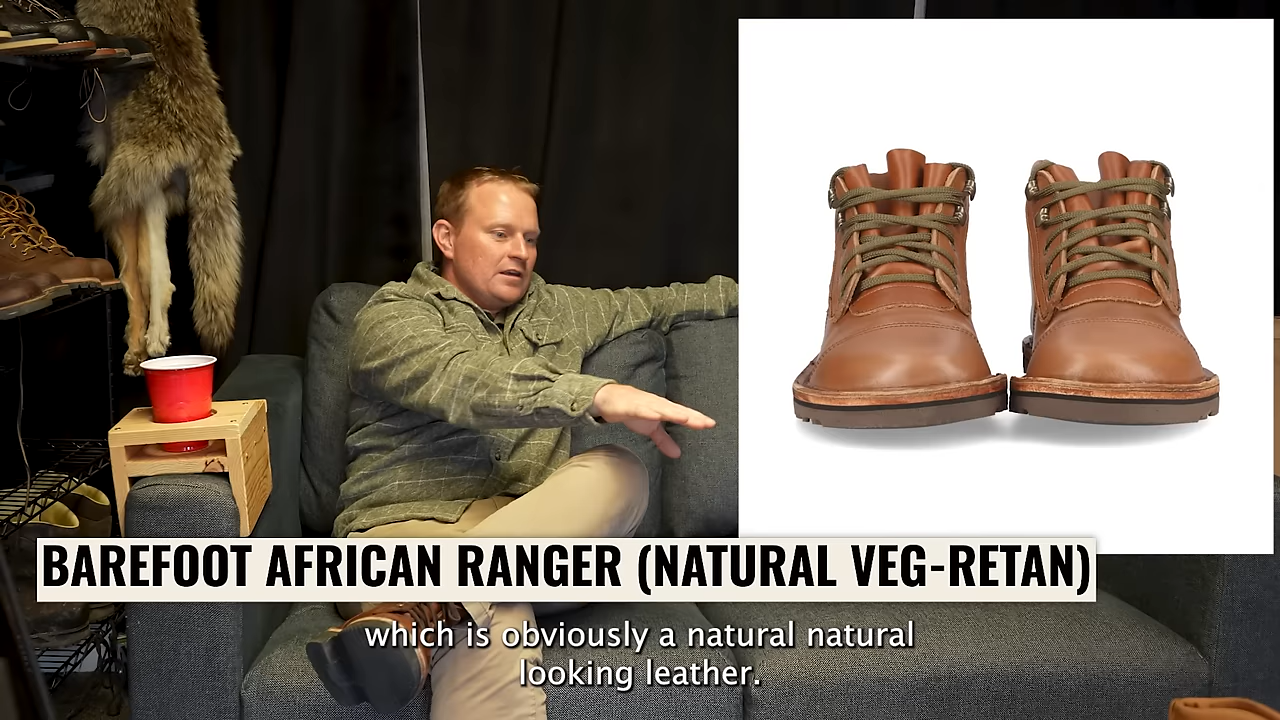 BAREFOOT AFRICAN RANGER (NATURAL VEG-RETAN)
which is obviously a natural natural
looking leather.